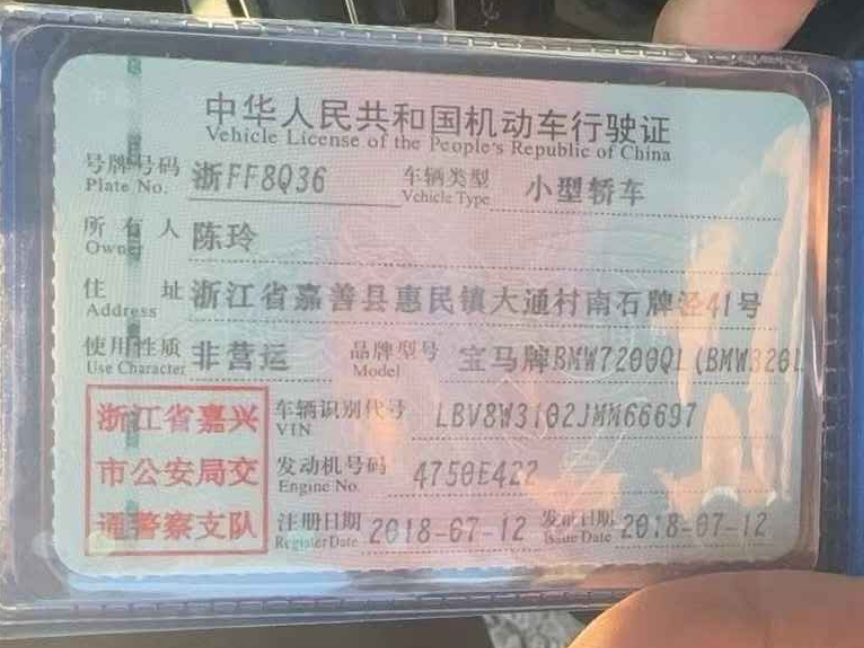 中华人民共和国机动车行驶证
Vehicle License of the People's Republic of China
号牌号码 浙FF8Q36 车辆类型 小型轿车
Plate No. Vehicle Type
所有人 陈玲
Owner
住址 浙江省嘉善县惠民镇大通村南石牌泾41号
Address
使用性质 非营运 品牌型号 宝马牌BMW7200QL(BMW320L
Use Character Model
浙江省嘉兴 车辆识别代号 LBV8W3102JMM66697
VIN
市公安局交 发动机号码 4750E422
Engine No.
通警察支队 注册日期 2018-07-12 发证日期 2018-07-12
Register Date Issue Date